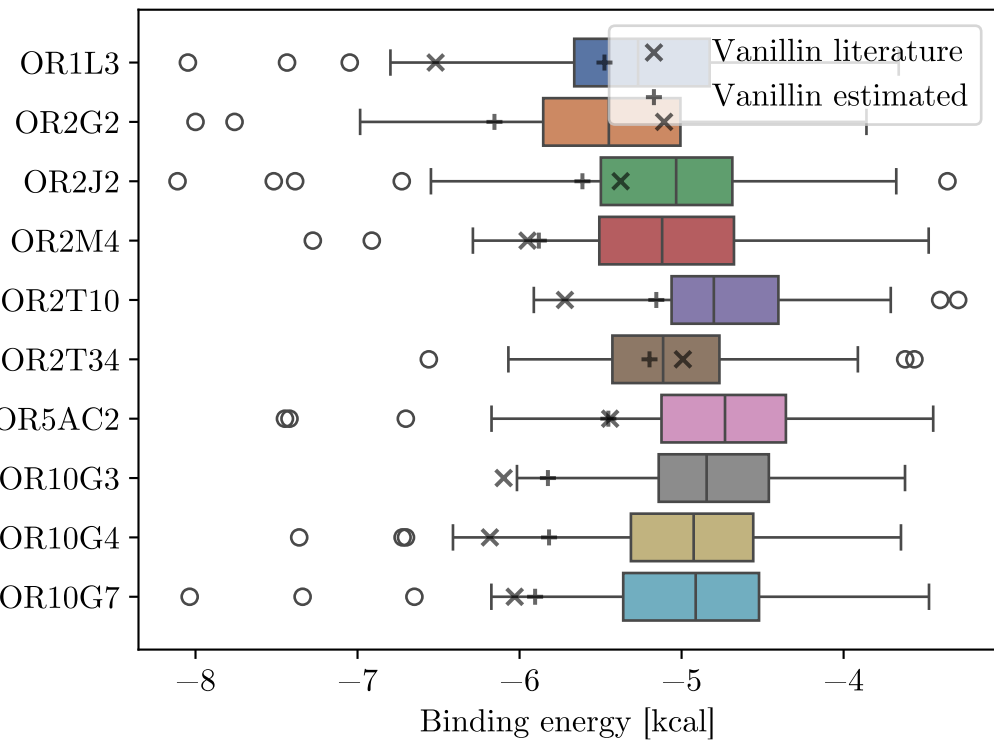 OR1L3
OR2G2
OR2J2
OR2M4
OR2T10
OR2T34
OR5AC2
OR10G3
OR10G4
OR10G7
Vanillin literature
Vanillin estimated
−8 −7 −6 −5 −4
Binding energy [kcal]